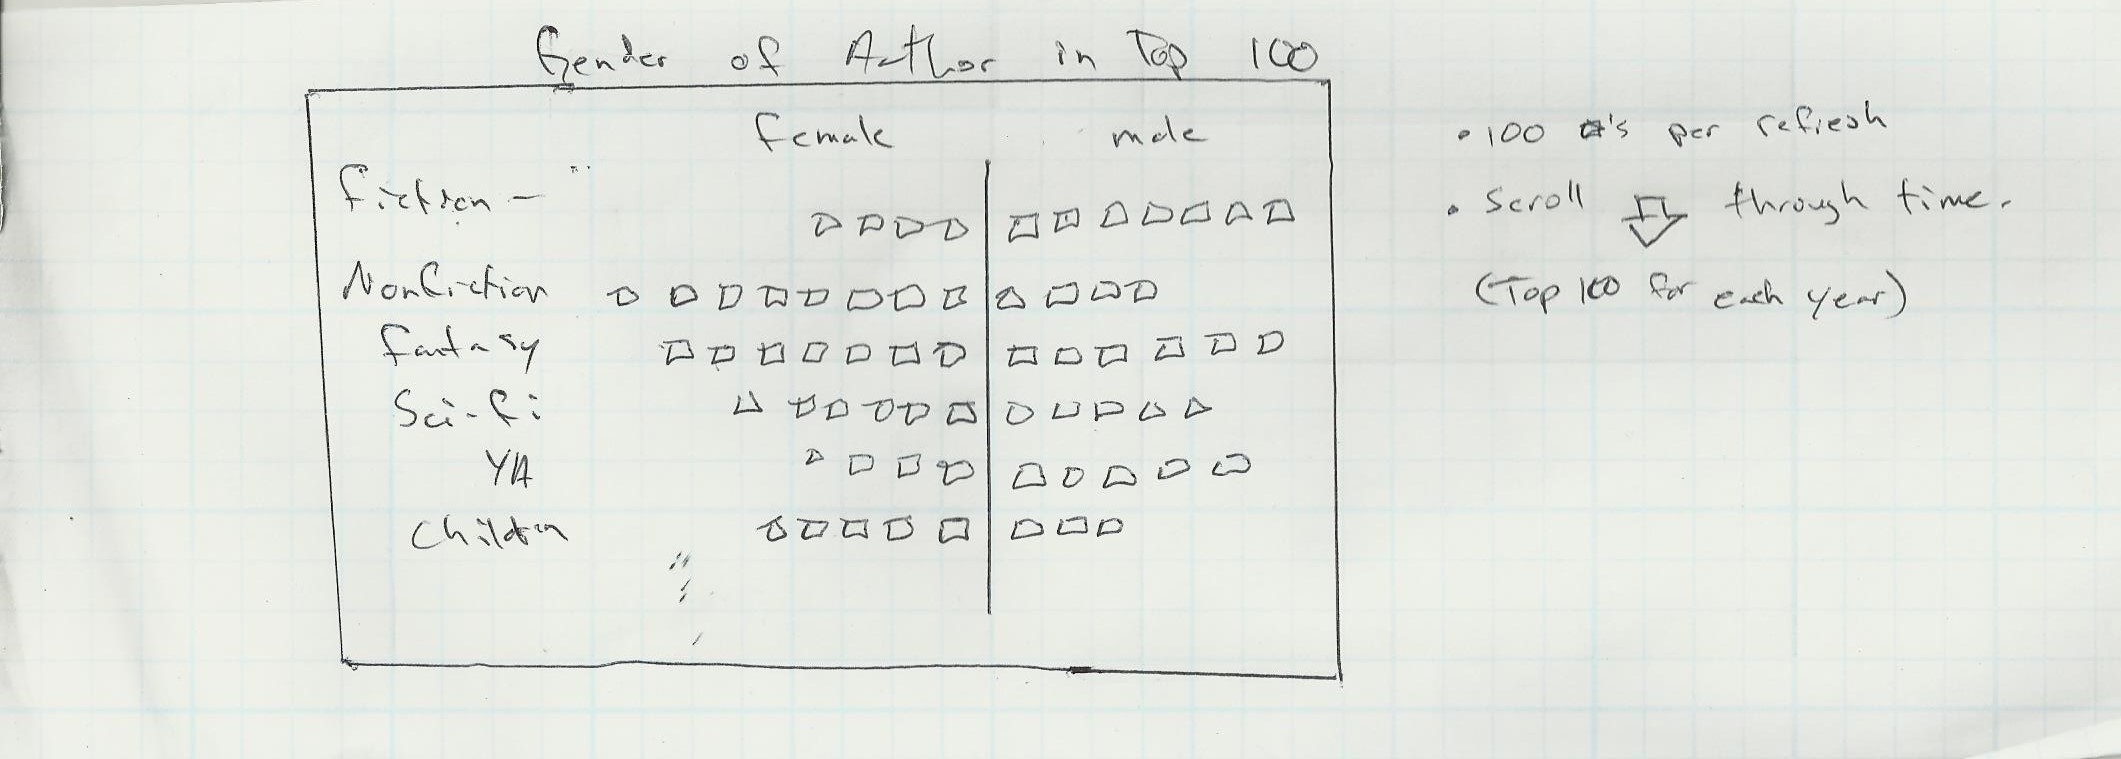 Gender of Author in Top 100
female male
fiction -
Nonfiction
fantasy
Sci-fi
YA
Children
• 100 □'s per refresh
• Scroll through time.
(Top 100 for each year)